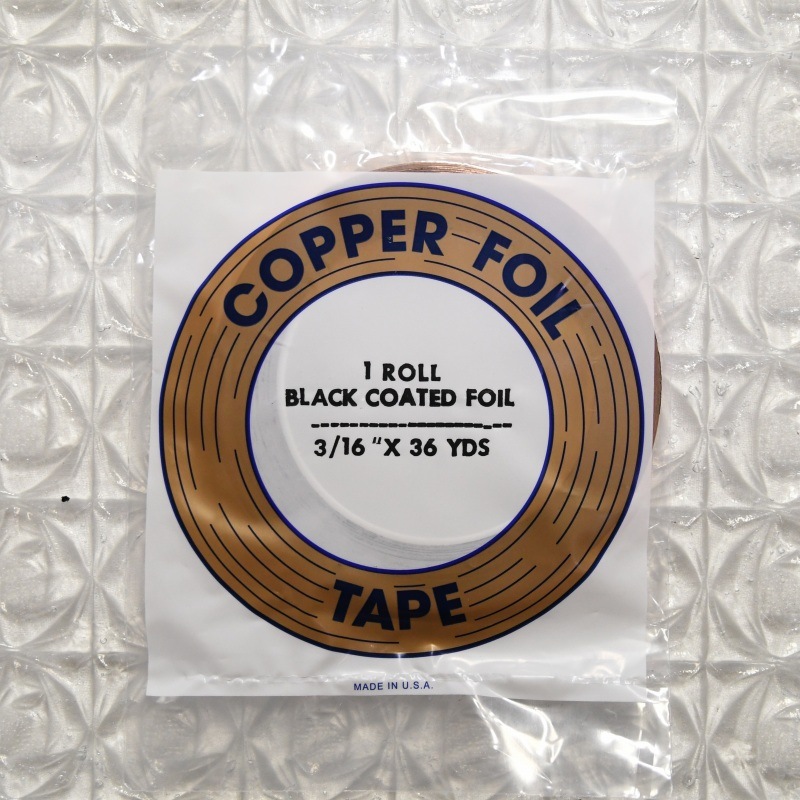 COPPER FOIL
1 ROLL
BLACK COATED FOIL
3/16 "X 36 YDS
TAPE
MADE IN U.S.A.